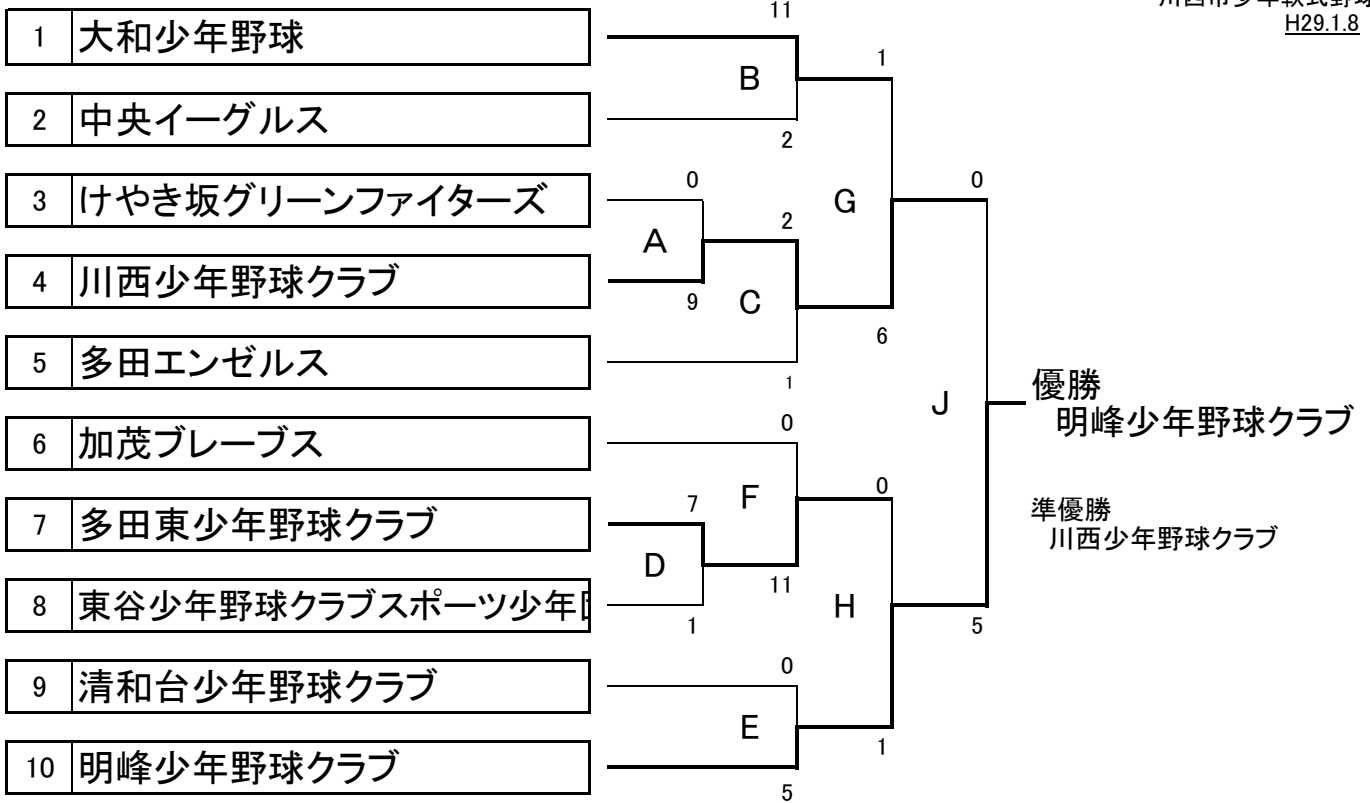 H29.1.8
1 大和少年野球
2 中央イーグルス
3 けやき坂グリーンファイターズ
4 川西少年野球クラブ
5 多田エンゼルス
6 加茂ブレーブス
7 多田東少年野球クラブ
8 東谷少年野球クラブスポーツ少年
9 清和台少年野球クラブ
10 明峰少年野球クラブ
11
B
2
0
A
9
2
C
1
0
F
7
D
11
1
0
E
5
1
G
6
0
H
1
0
J
5
優勝
明峰少年野球クラブ
準優勝
川西少年野球クラブ